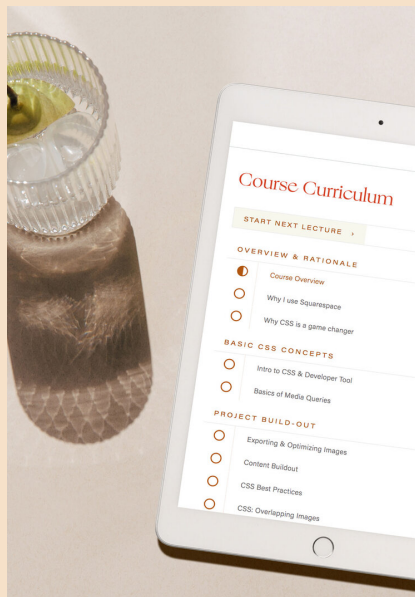 Course Curriculum
START NEXT LECTURE ›
OVERVIEW & RATIONALE
Course Overview
Why I use Squarespace
Why CSS is a game changer
BASIC CSS CONCEPTS
Intro to CSS & Developer Tool
Basics of Media Queries
PROJECT BUILD-OUT
Exporting & Optimizing Images
Content Buildout
CSS Best Practices
CSS: Overlapping Images